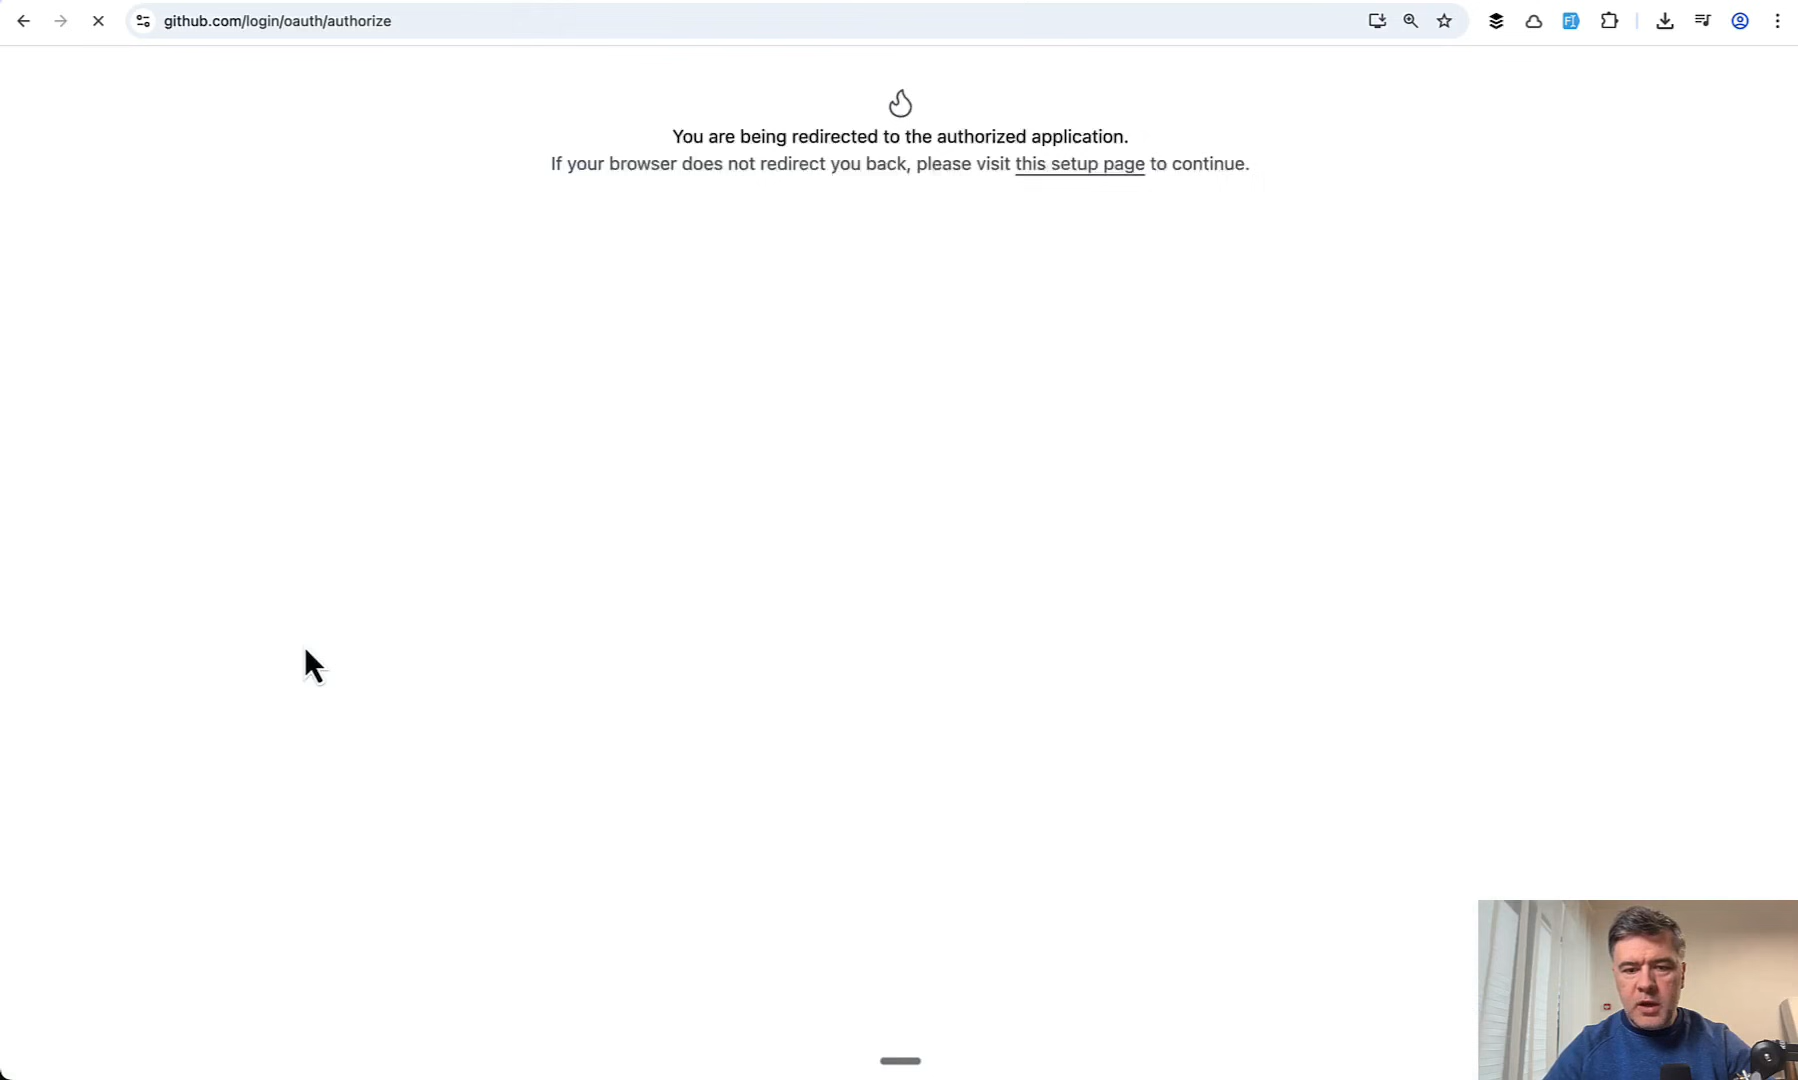 github.com/login/oauth/authorize
You are being redirected to the authorized application.
If your browser does not redirect you back, please visit this setup page to continue.